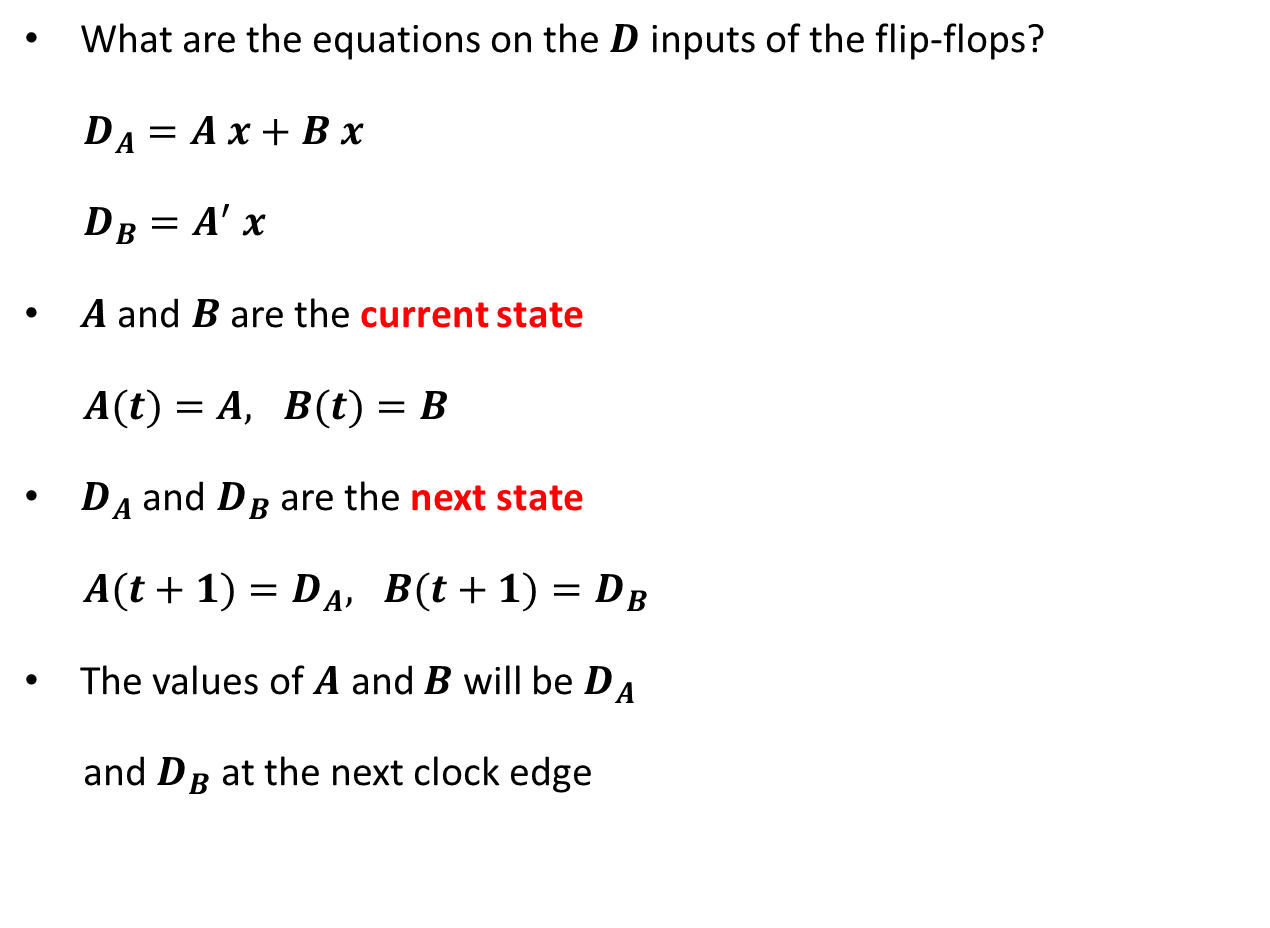 • What are the equations on the D inputs of the flip-flops?
D_A = A x + B x
D_B = A′ x
• A and B are the current state
A(t) = A, B(t) = B
• D_A and D_B are the next state
A(t + 1) = D_A, B(t + 1) = D_B
• The values of A and B will be D_A
and D_B at the next clock edge